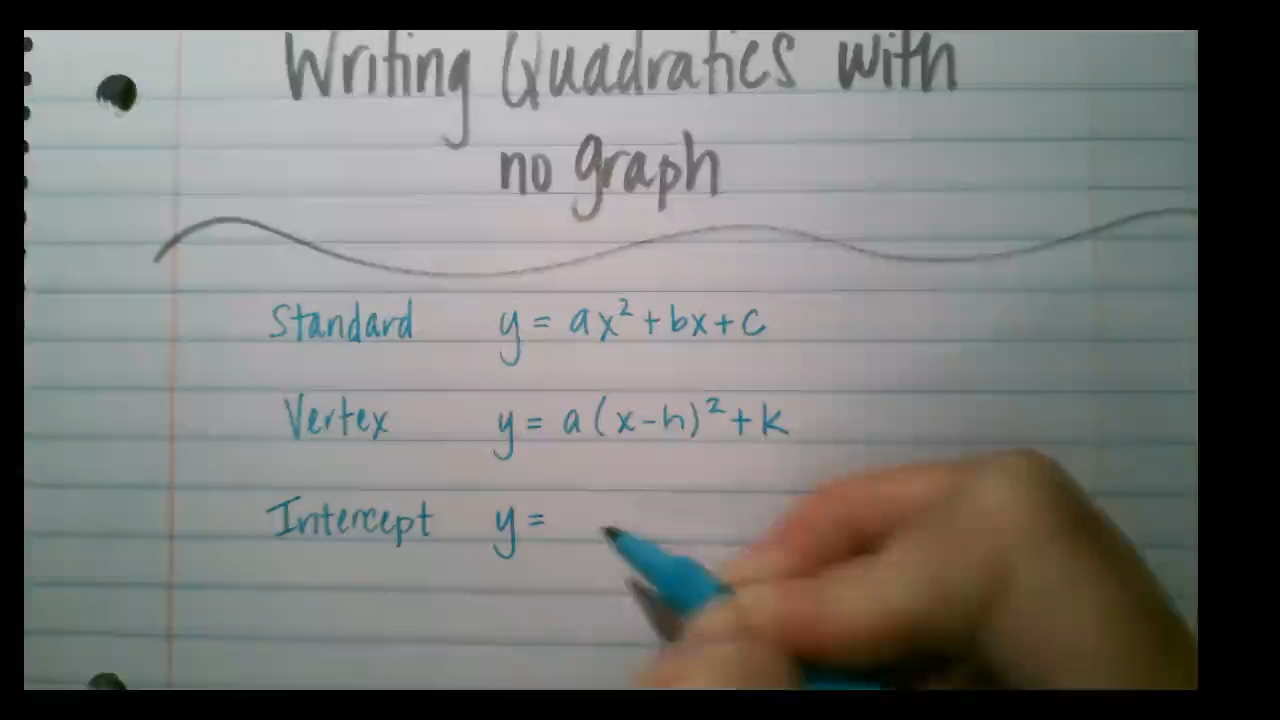 Writing Quadratics with
no graph
Standard y = ax² + bx + c
Vertex y = a(x-h)² + k
Intercept y =